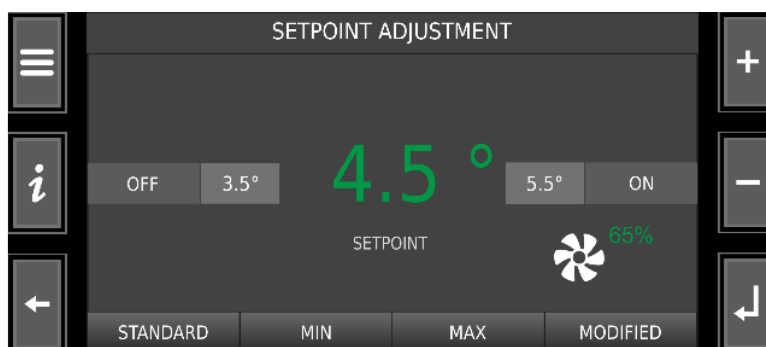 SETPOINT ADJUSTMENT
+
i
OFF 3.5° 4.5 ° 5.5° ON
−
SETPOINT
65%
STANDARD MIN MAX MODIFIED